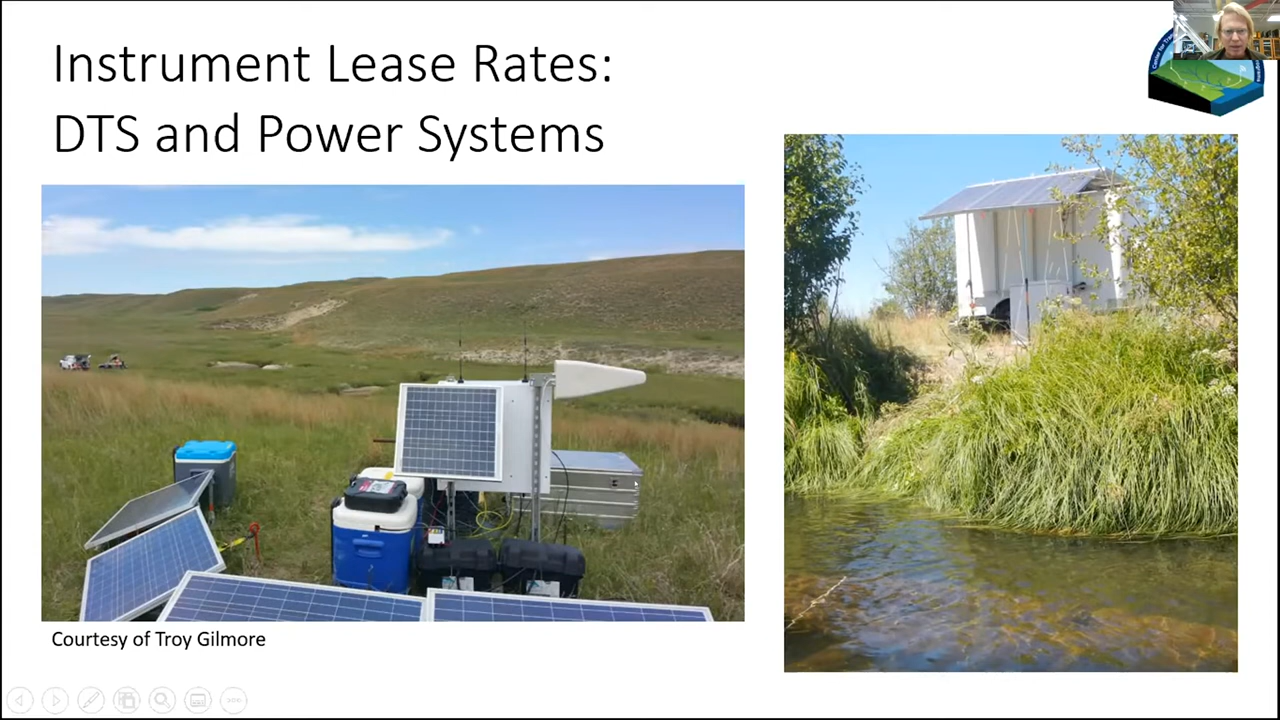 Instrument Lease Rates:
DTS and Power Systems
Courtesy of Troy Gilmore